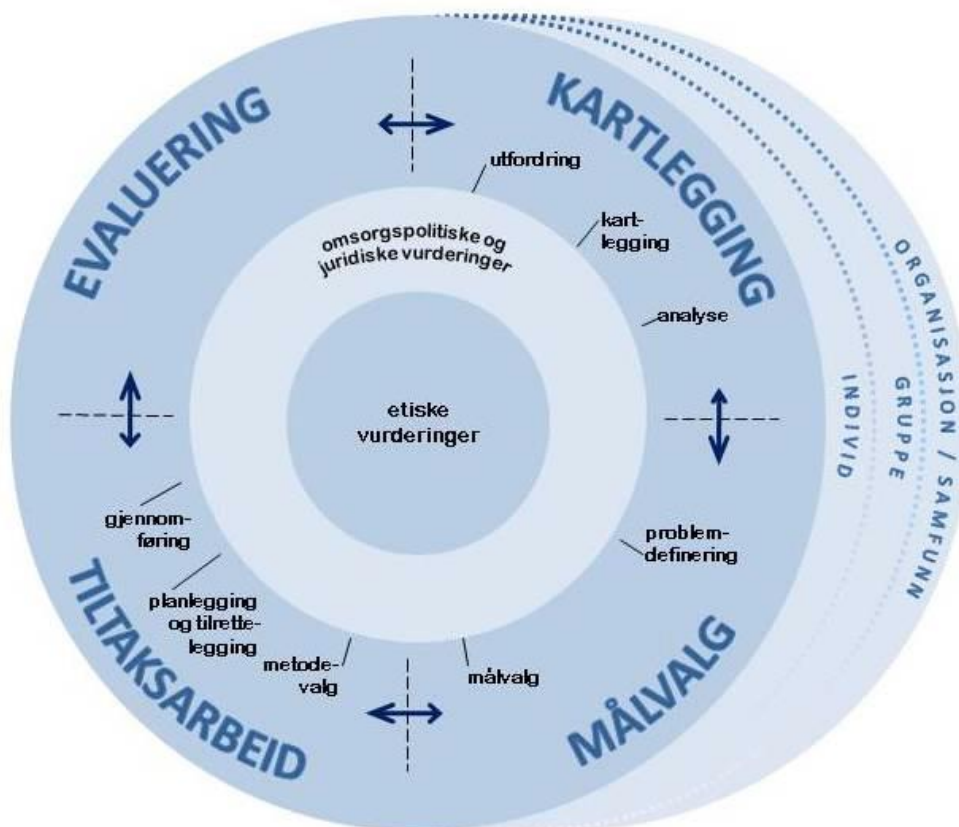 EVALUERING
KARTLEGGING
utfordring
kart-
legging
analyse
omsorgspolitiske og
juridiske vurderinger
etiske
vurderinger
problem-
definering
MÅLVALG
målvalg
metode-
valg
planlegging
og tilrette-
legging
gjennom-
føring
TILTAKSARBEID
INDIVID
GRUPPE
ORGANISASJON / SAMFUNN